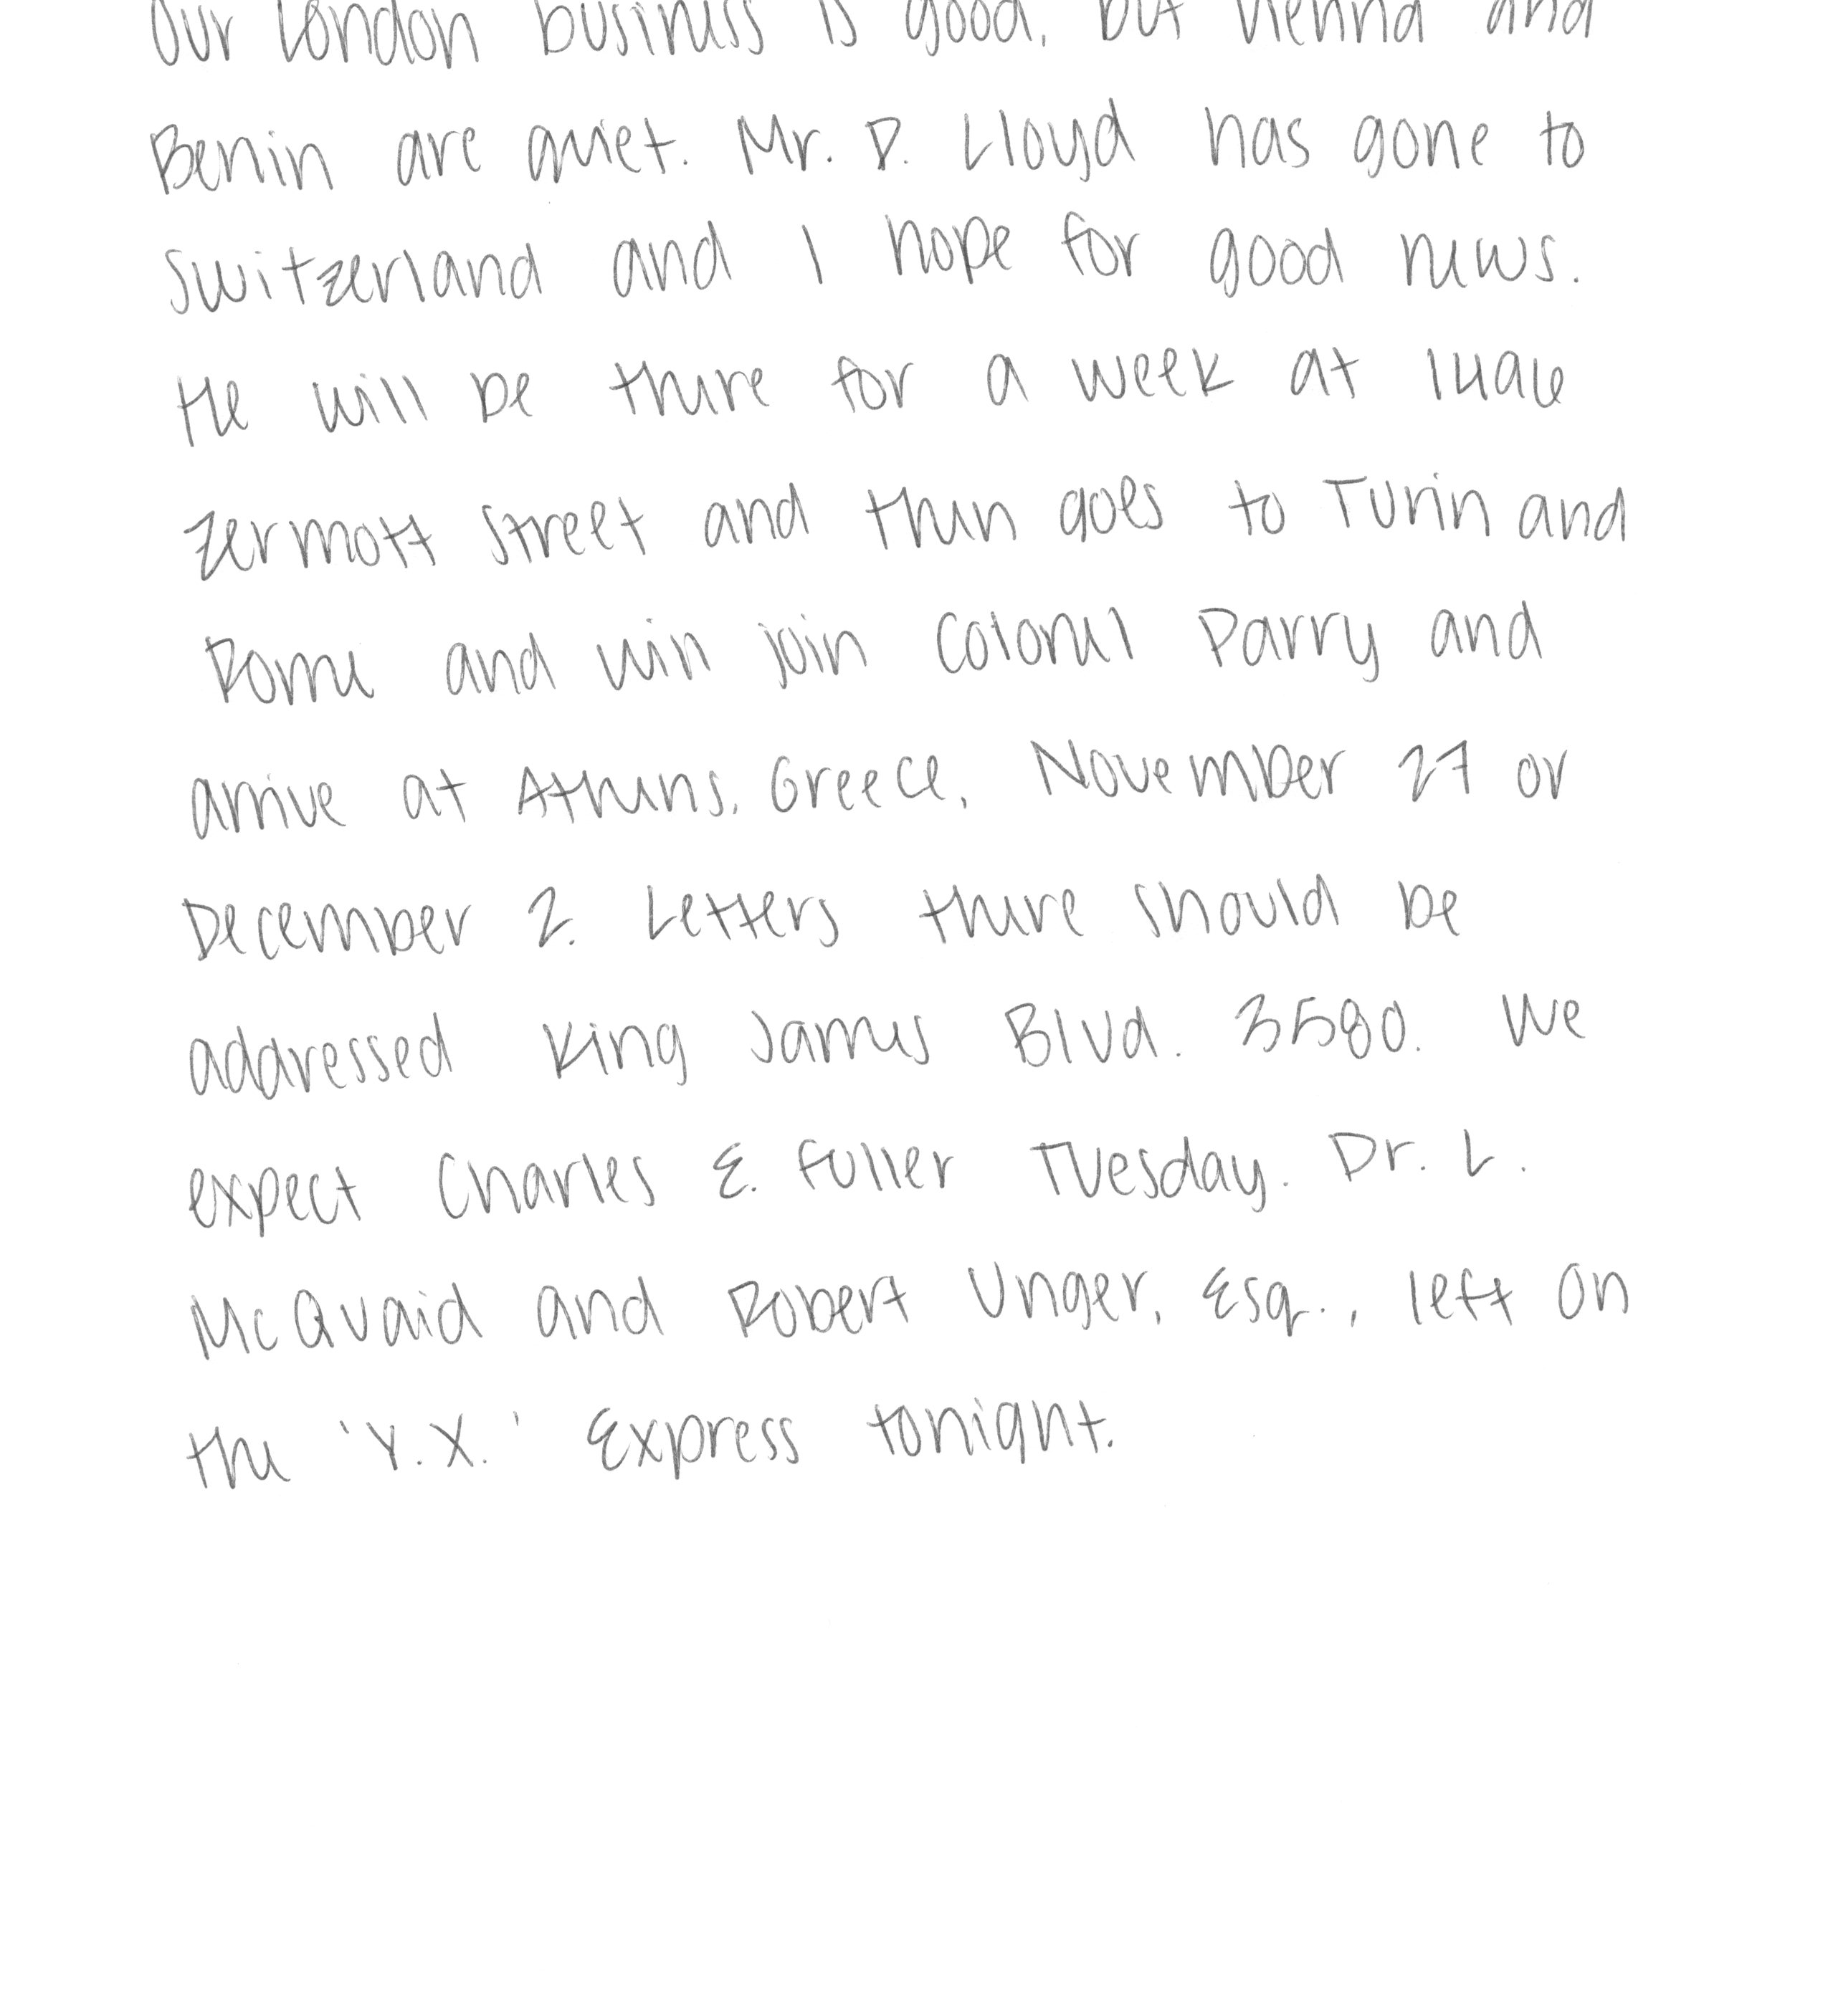 Our London business is good, but Vienna and
Benin are quiet. Mr. D. Lloyd has gone to
Switzerland and I hope for good news.
He will be there for a week at
Zermott street and then goes to Turin and
Rome and will join Colonel Parry and
arrive at Athens, Greece, November 27 or
December 2. Letters there should be
addressed King James Blvd. 3580. We
expect Charles E. Fuller Tuesday. Dr. L.
McQuaid and Robert Unger, Esq., left on
the 'Y.X.' Express tonight.